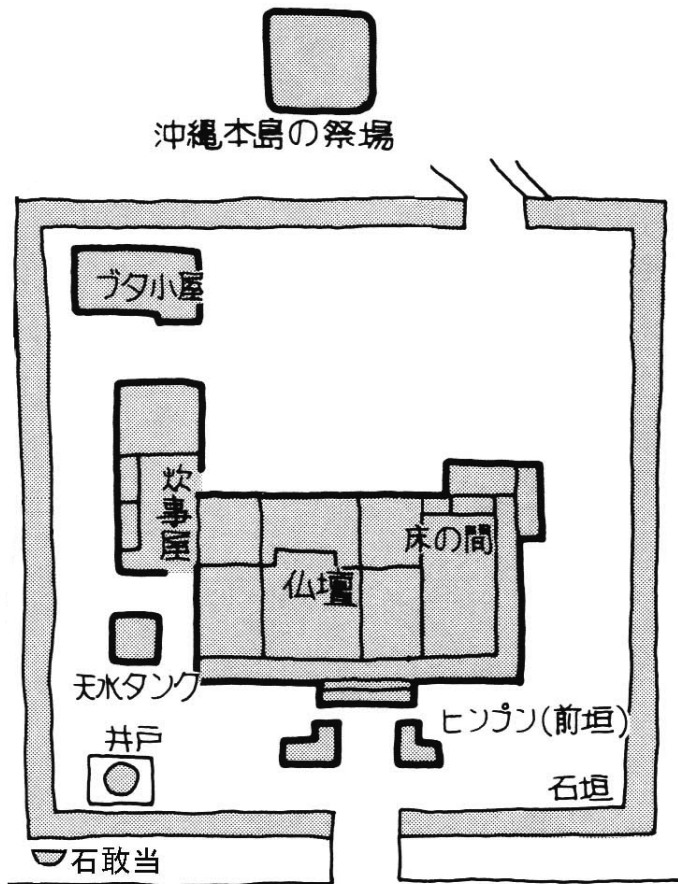 沖縄本島の祭場
ブタ小屋
炊事屋
床の間
仏壇
天水タンク
ヒンプン(前垣)
井戸
石垣
石敢当